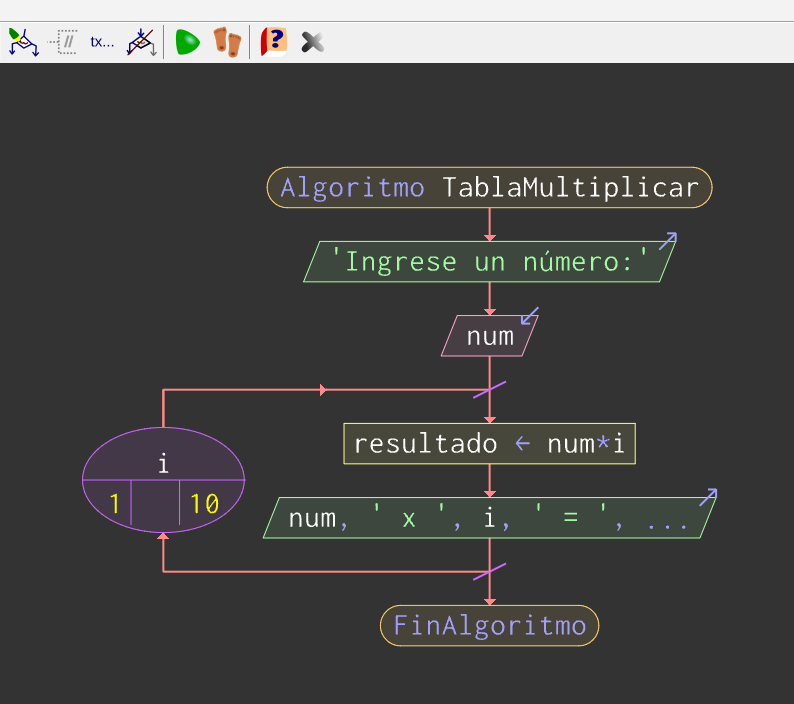 tx...
Algoritmo TablaMultiplicar
'Ingrese un número:'
num
resultado ← num*i
i
1 10
num, ' x ', i, ' = ', ...
FinAlgoritmo